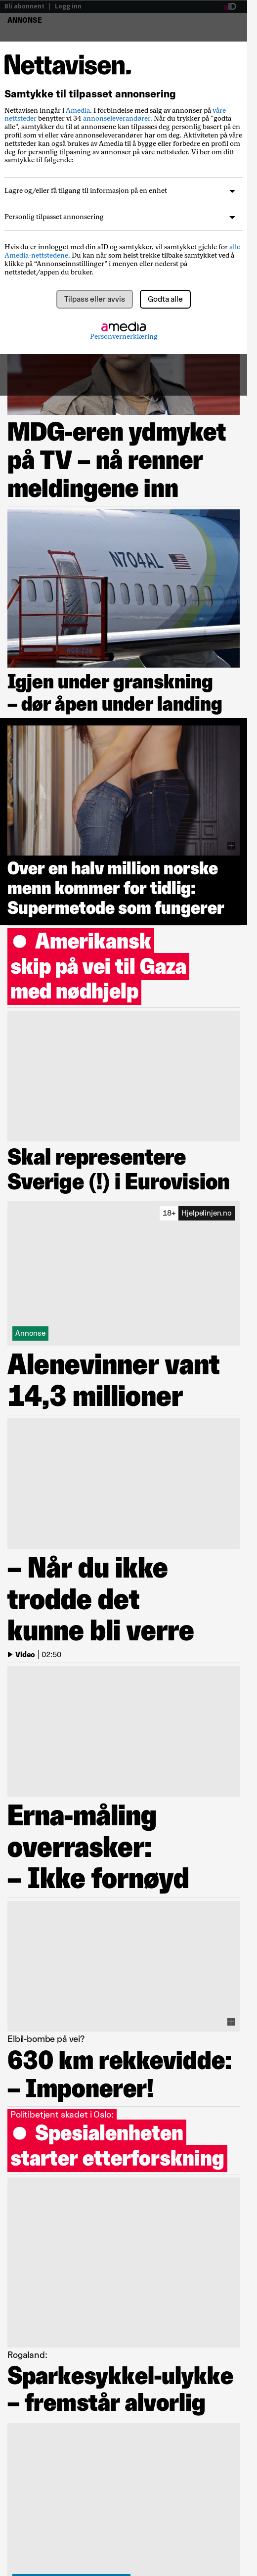 Bli abonnent | Logg inn
aID
ANNONSE
Nettavisen.
Samtykke til tilpasset annonsering
Nettavisen inngår i Amedia. I forbindelse med salg av annonser på våre
nettsteder benytter vi 34 annonseleverandører. Når du trykker på "godta
alle", samtykker du til at annonsene kan tilpasses deg personlig basert på en
profil som vi eller våre annonseleverandører har om deg. Aktiviteten på våre
nettsteder kan også brukes av Amedia til å bygge eller forbedre en profil om
deg for personlig tilpasning av annonser på våre nettsteder. Vi ber om ditt
samtykke til følgende:
Lagre og/eller få tilgang til informasjon på en enhet
Personlig tilpasset annonsering
Hvis du er innlogget med din aID og samtykker, vil samtykket gjelde for alle
Amedia-nettstedene. Du kan når som helst trekke tilbake samtykket ved å
klikke på “Annonseinnstillinger” i menyen eller nederst på
nettstedet/appen du bruker.
Tilpass eller avvis
Godta alle
amedia
Personvernerklæring
MDG-eren ydmyket
på TV – nå renner
meldingene inn
N704AL
Igjen under granskning
– dør åpen under landing
Over en halv million norske
menn kommer for tidlig:
Supermetode som fungerer
Amerikansk
skip på vei til Gaza
med nødhjelp
Skal representere
Sverige (!) i Eurovision
18+ Hjelpelinjen.no
Annonse
Alenevinner vant
14,3 millioner
– Når du ikke
trodde det
kunne bli verre
Video | 02:50
Erna-måling
overrasker:
– Ikke fornøyd
Elbil-bombe på vei?
630 km rekkevidde:
– Imponerer!
Politibetjent skadet i Oslo:
Spesialenheten
starter etterforskning
Rogaland:
Sparkesykkel-ulykke
– fremstår alvorlig